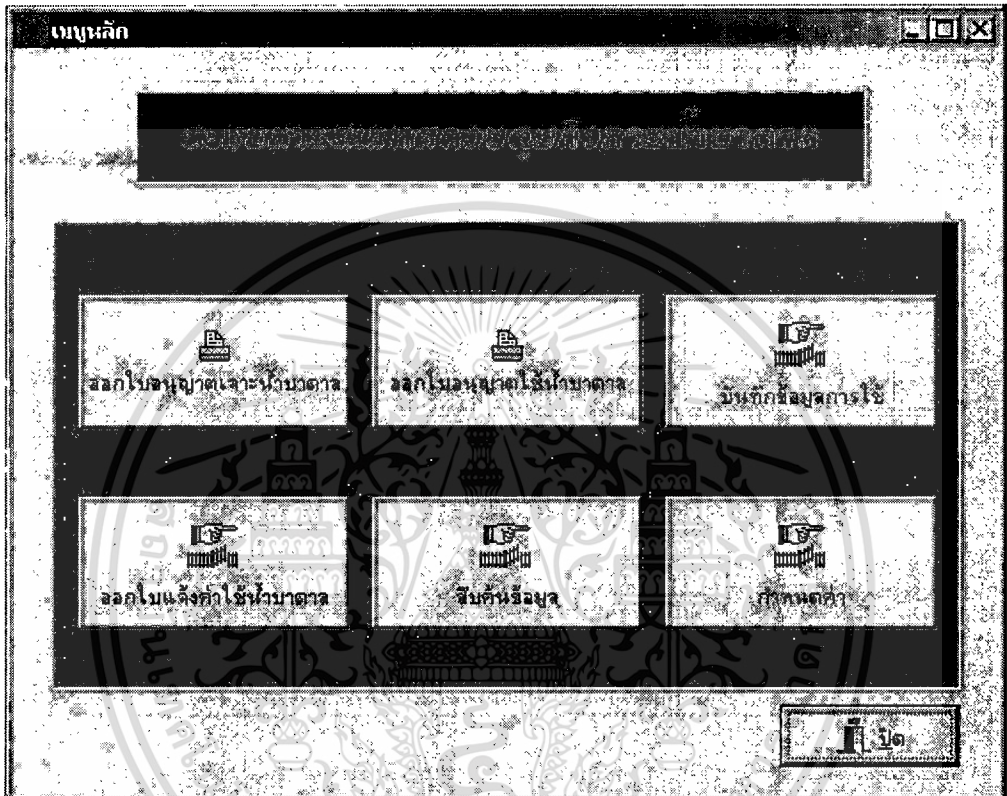 เมนูหลัก
ออกใบอนุญาตเจาะน้ำบาดาล
ออกใบอนุญาตใช้น้ำบาดาล
บันทึกข้อมูลการใช้
ออกใบแจ้งค่าใช้น้ำบาดาล
สืบค้นข้อมูล
กำหนดค่า
ปิด